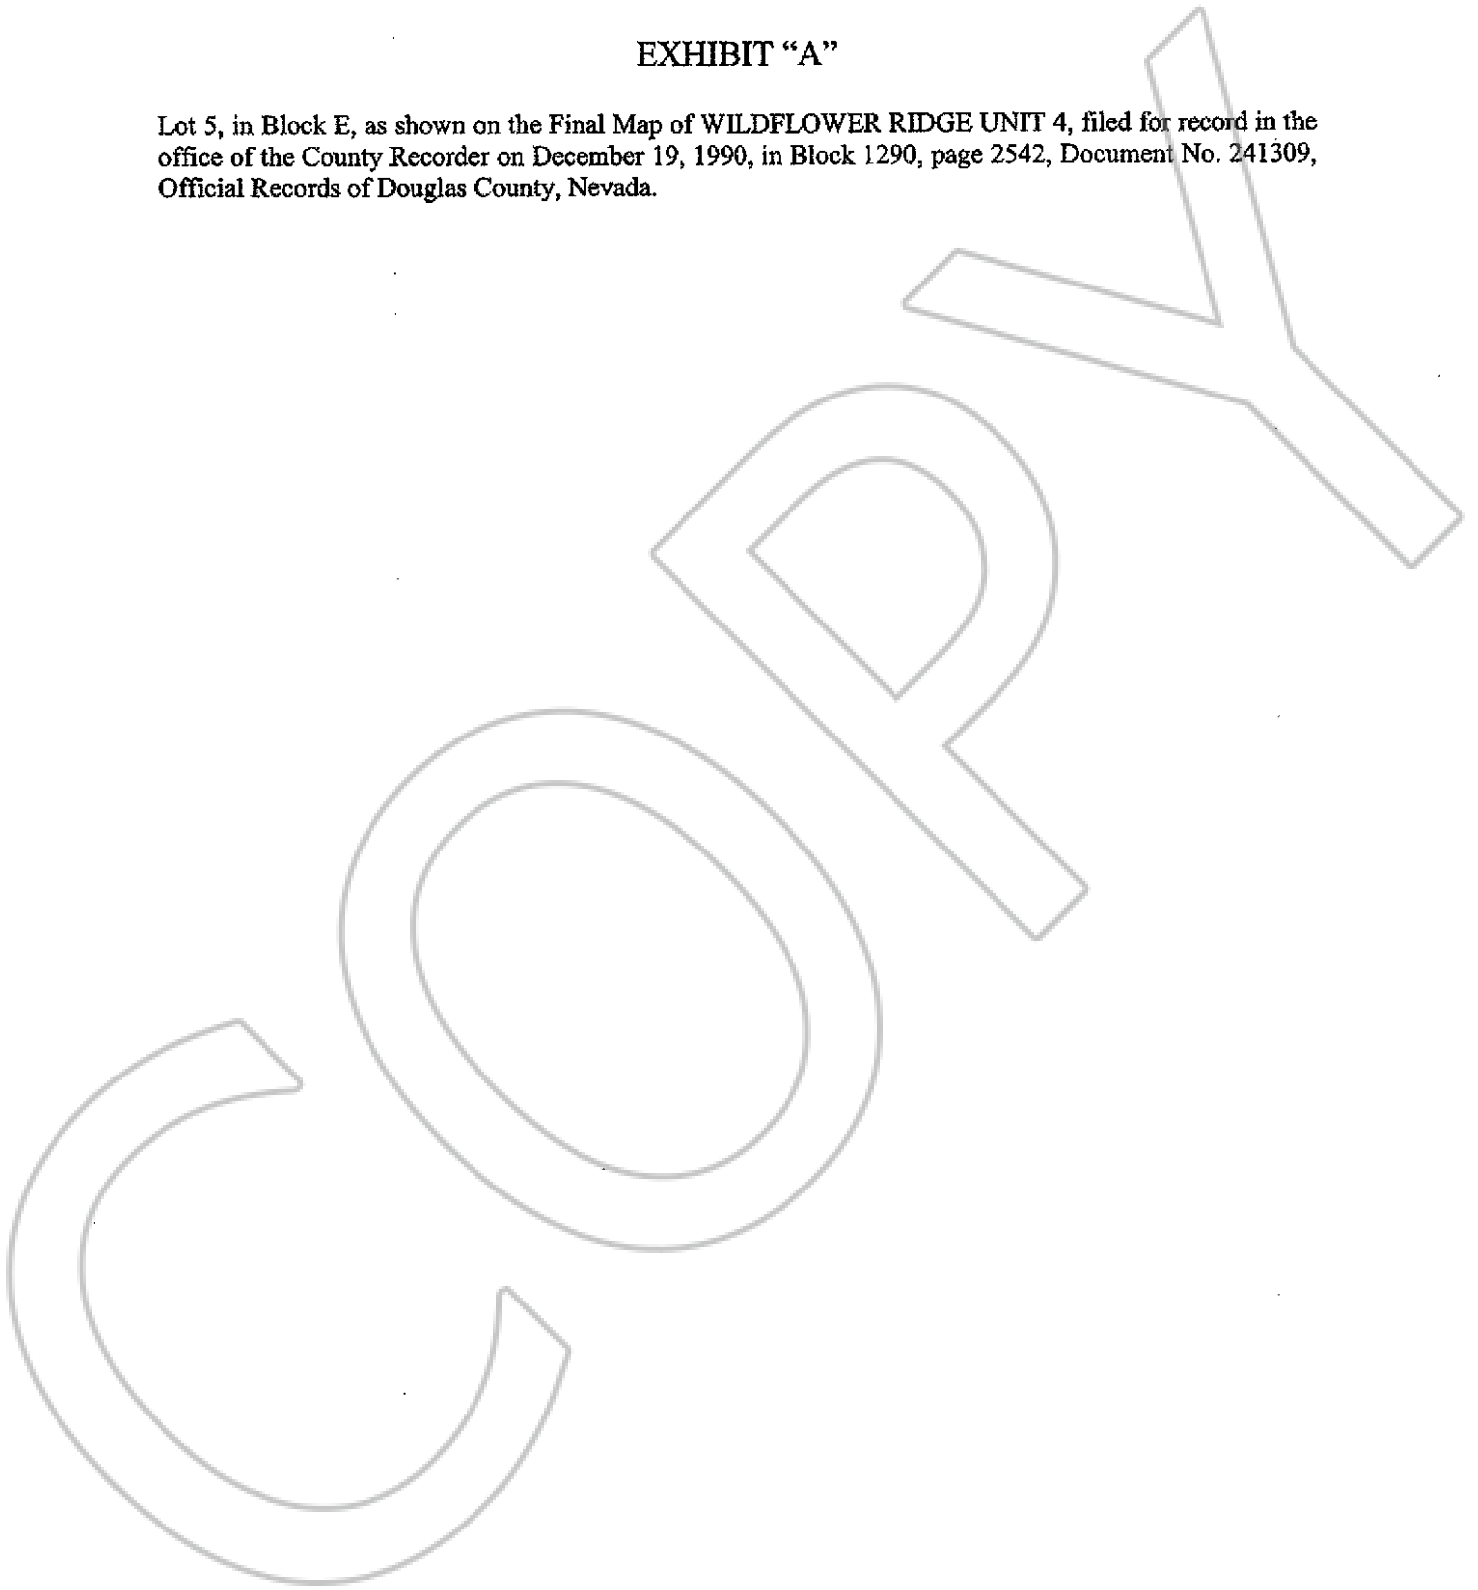 EXHIBIT “A”
Lot 5, in Block E, as shown on the Final Map of WILDFLOWER RIDGE UNIT 4, filed for record in the
office of the County Recorder on December 19, 1990, in Block 1290, page 2542, Document No. 241309,
Official Records of Douglas County, Nevada.
COPY